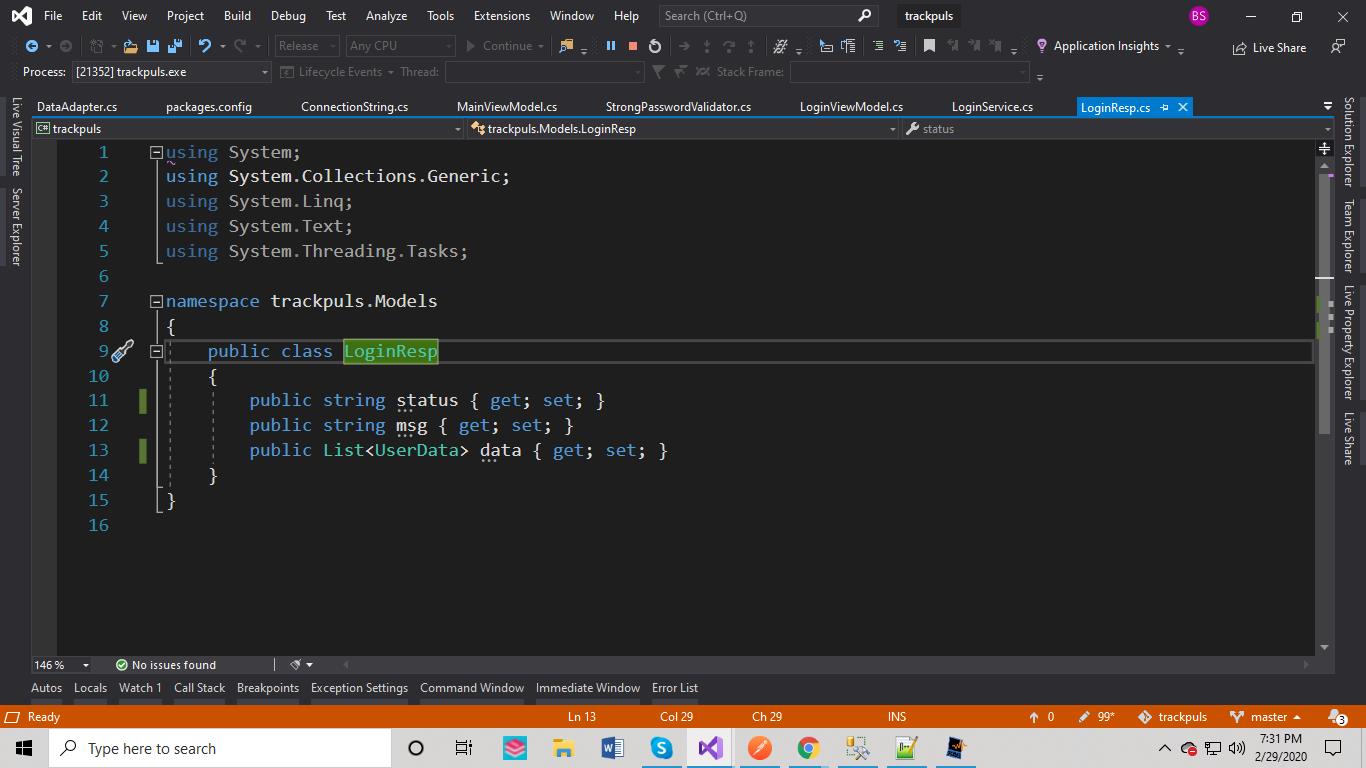 File Edit View Project Build Debug Test Analyze Tools Extensions Window Help Search (Ctrl+Q) trackpuls BS
Release Any CPU Continue Application Insights Live Share
Process: [21352] trackpuls.exe Lifecycle Events Thread: Stack Frame:
DataAdapter.cs packages.config ConnectionString.cs MainViewModel.cs StrongPasswordValidator.cs LoginViewModel.cs LoginService.cs LoginResp.cs
C# trackpuls trackpuls.Models.LoginResp status
Live Visual Tree
Server Explorer
1 using System;
2 using System.Collections.Generic;
3 using System.Linq;
4 using System.Text;
5 using System.Threading.Tasks;
6
7 namespace trackpuls.Models
8 {
9 public class LoginResp
10 {
11 public string status { get; set; }
12 public string msg { get; set; }
13 public List<UserData> data { get; set; }
14 }
15 }
16
Solution Explorer
Team Explorer
Live Property Explorer
Live Share
146 % No issues found
Autos Locals Watch 1 Call Stack Breakpoints Exception Settings Command Window Immediate Window Error List
Ready Ln 13 Col 29 Ch 29 INS 0 99* trackpuls master 3
Type here to search
7:31 PM
2/29/2020